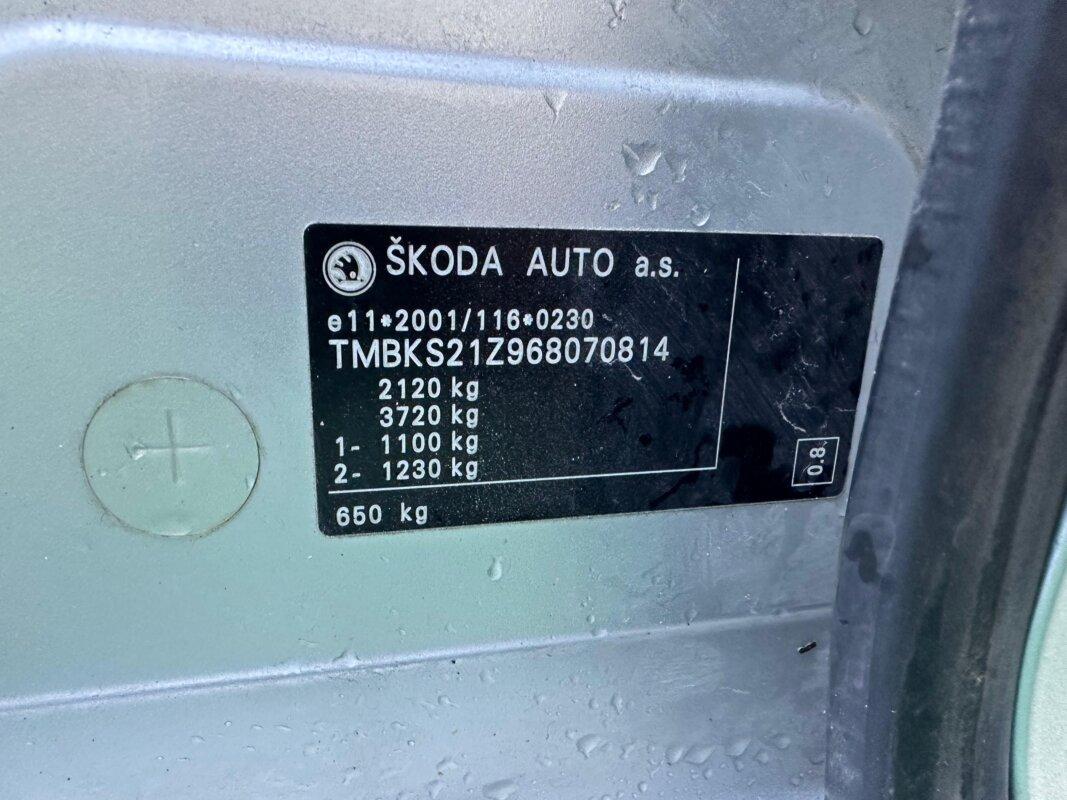 ŠKODA AUTO a.s.
e11*2001/116*0230
TMBKS21Z968070814
2120 kg
3720 kg
1- 1100 kg
2- 1230 kg
650 kg
0.8